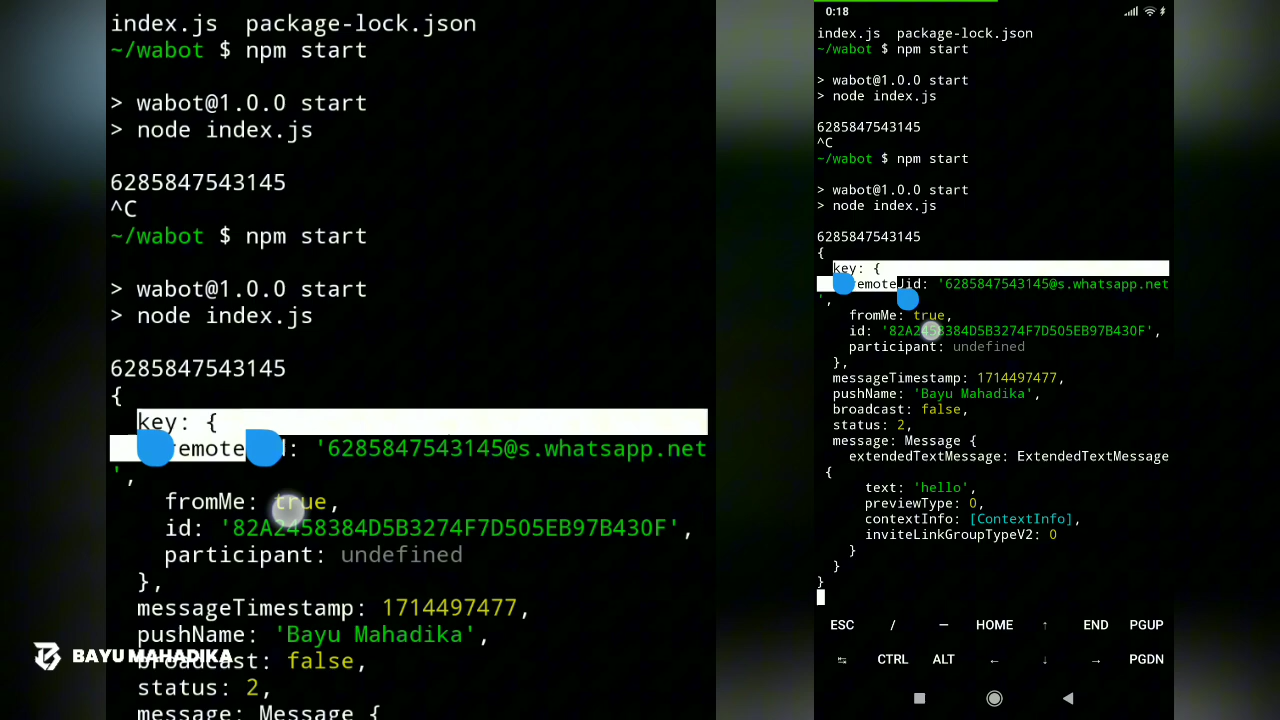 index.js  package-lock.json
~/wabot $ npm start
> wabot@1.0.0 start
> node index.js
6285847543145
^C
~/wabot $ npm start
> wabot@1.0.0 start
> node index.js
6285847543145
{
key: {
remoteJid: '6285847543145@s.whatsapp.net
',
fromMe: true,
id: '82A2458384D5B3274F7D505EB97B430F',
participant: undefined
},
messageTimestamp: 1714497477,
pushName: 'Bayu Mahadika',
broadcast: false,
status: 2,
message: Message {
BAYU MAHADIKA
0:18
index.js  package-lock.json
~/wabot $ npm start
> wabot@1.0.0 start
> node index.js
6285847543145
^C
~/wabot $ npm start
> wabot@1.0.0 start
> node index.js
6285847543145
{
key: {
remoteJid: '6285847543145@s.whatsapp.net
',
fromMe: true,
id: '82A2458384D5B3274F7D505EB97B430F',
participant: undefined
},
messageTimestamp: 1714497477,
pushName: 'Bayu Mahadika',
broadcast: false,
status: 2,
message: Message {
extendedTextMessage: ExtendedTextMessage
{
text: 'hello',
previewType: 0,
contextInfo: [ContextInfo],
inviteLinkGroupTypeV2: 0
}
}
}
ESC / — HOME ↑ END PGUP
↹ CTRL ALT ← ↓ → PGDN